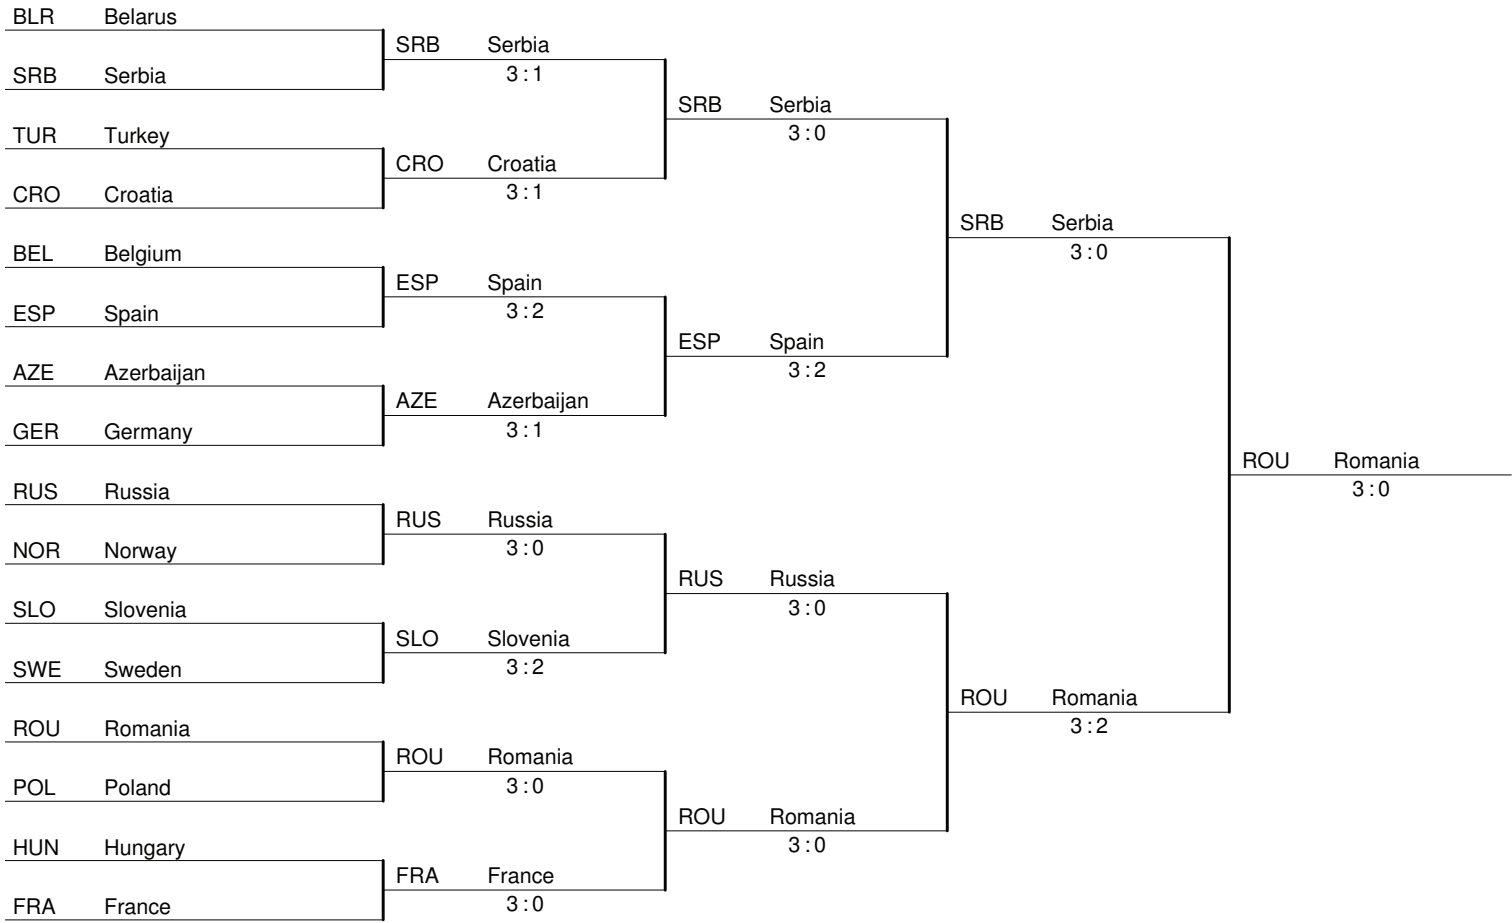 BLR Belarus
SRB Serbia
3 : 1
SRB Serbia
SRB Serbia
3 : 0
TUR Turkey
CRO Croatia
3 : 1
CRO Croatia
SRB Serbia
3 : 0
BEL Belgium
ESP Spain
3 : 2
ESP Spain
ESP Spain
3 : 2
AZE Azerbaijan
AZE Azerbaijan
3 : 1
GER Germany
ROU Romania
3 : 0
RUS Russia
RUS Russia
3 : 0
NOR Norway
RUS Russia
3 : 0
SLO Slovenia
SLO Slovenia
3 : 2
SWE Sweden
ROU Romania
3 : 2
ROU Romania
ROU Romania
3 : 0
POL Poland
ROU Romania
3 : 0
HUN Hungary
FRA France
3 : 0
FRA France